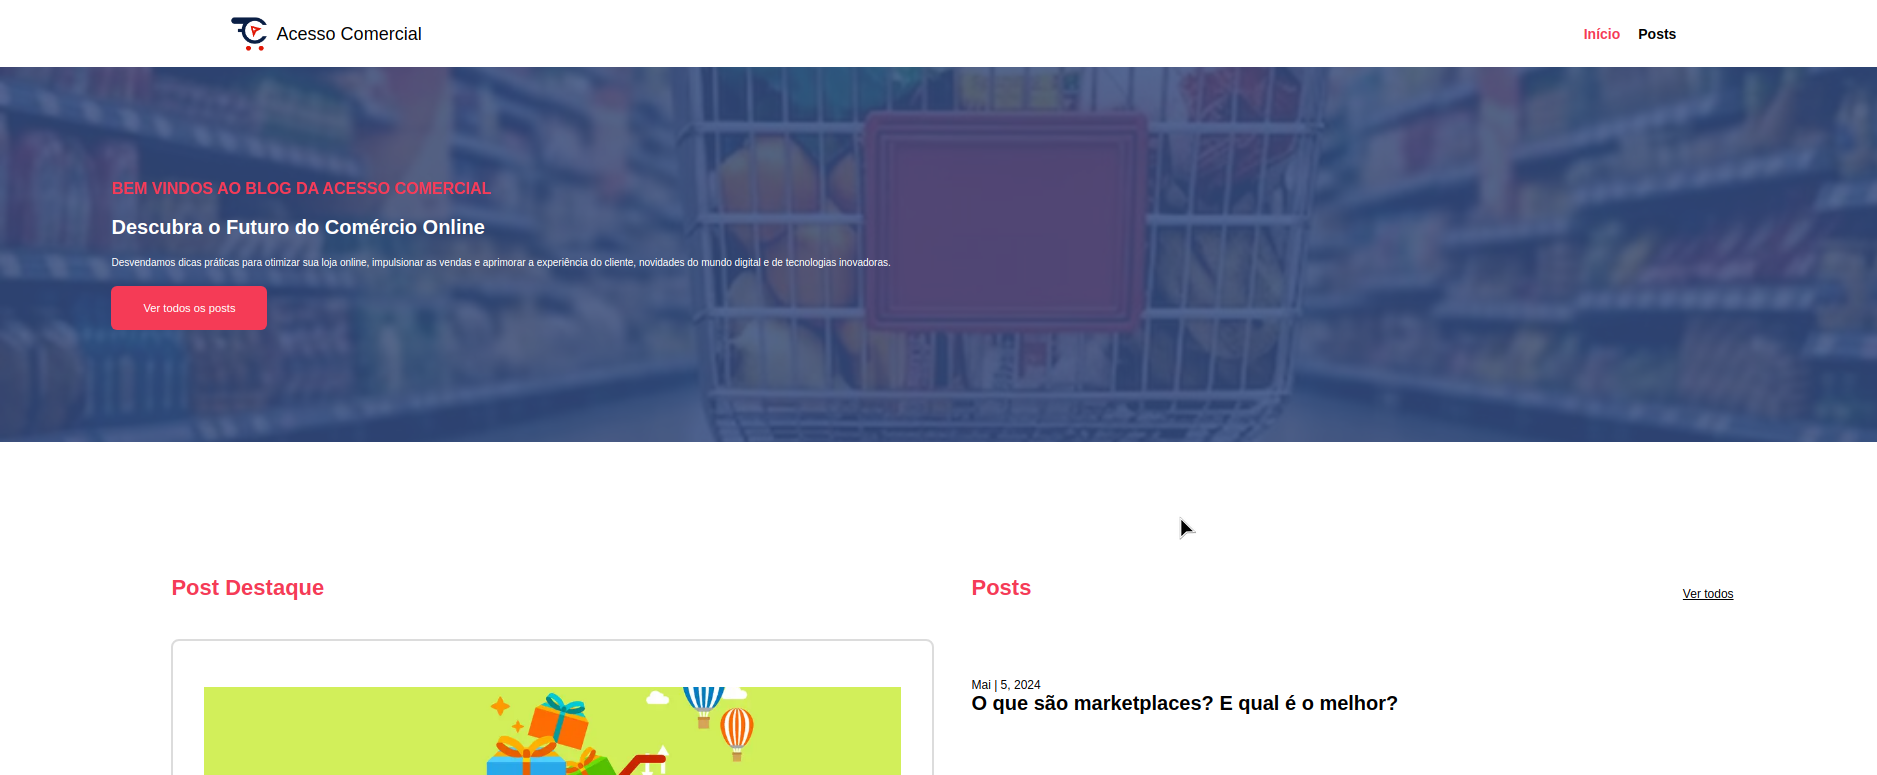 Acesso Comercial
Início Posts
BEM VINDOS AO BLOG DA ACESSO COMERCIAL
Descubra o Futuro do Comércio Online
Desvendamos dicas práticas para otimizar sua loja online, impulsionar as vendas e aprimorar a experiência do cliente, novidades do mundo digital e de tecnologias inovadoras.
Ver todos os posts
Post Destaque
Posts
Ver todos
Mai | 5, 2024
O que são marketplaces? E qual é o melhor?